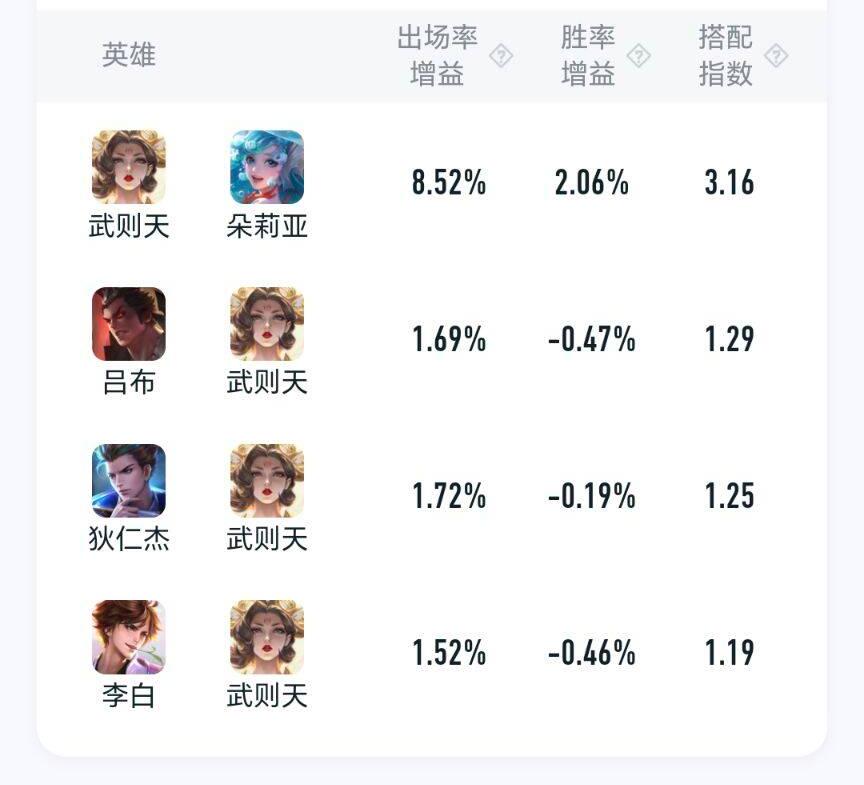 英雄
出场率
增益
胜率
增益
搭配
指数
武则天 朵莉亚 8.52% 2.06% 3.16
吕布 武则天 1.69% -0.47% 1.29
狄仁杰 武则天 1.72% -0.19% 1.25
李白 武则天 1.52% -0.46% 1.19